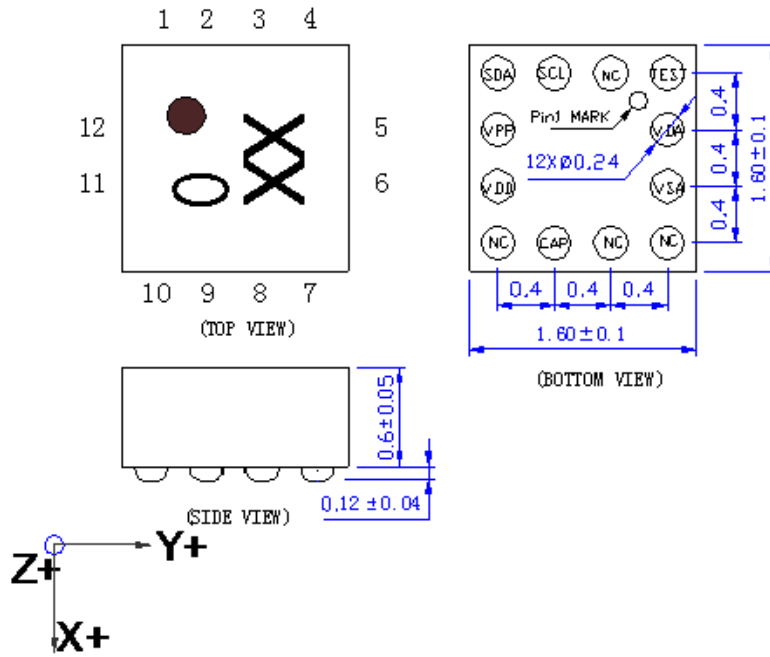 1 2 3 4
12 5
11 6
10 9 8 7
(TOP VIEW)
SDA SCL NC TEST
Pin1 MARK
VPP VDA
12XØ0.24
VDD VSA
NC CAP NC NC
0.4
0.4
0.4
1.60±0.1
0.4 0.4 0.4
1.60±0.1
(BOTTOM VIEW)
0.6±0.05
0.12±0.04
(SIDE VIEW)
Y+
Z+
X+